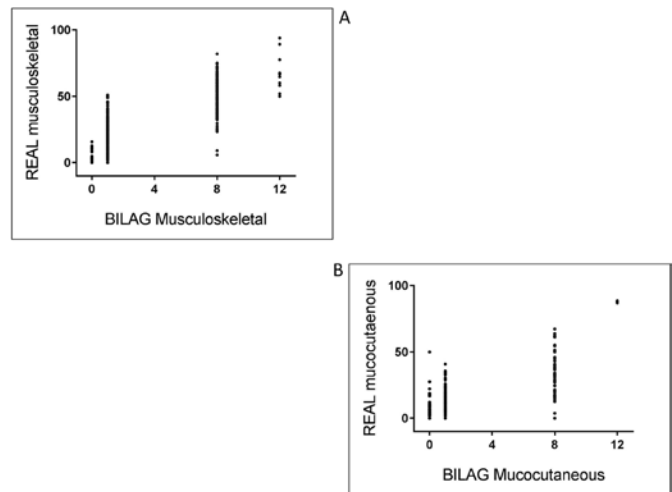 A
100
50
0
REAL musculoskeletal
0 4 8 12
BILAG Musculoskeletal
B
100
50
0
REAL mucocutaenous
0 4 8 12
BILAG Mucocutaneous